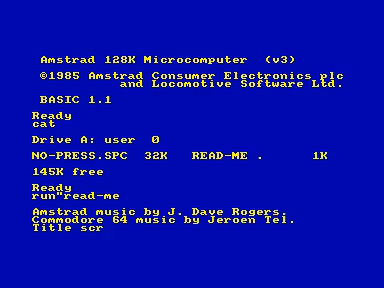 Amstrad 128K Microcomputer  (v3)
©1985 Amstrad Consumer Electronics plc
and Locomotive Software Ltd.
BASIC 1.1
Ready
cat
Drive A: user  0
NO-PRESS.SPC  32K   READ-ME .      1K
145K free
Ready
run"read-me
Amstrad music by J. Dave Rogers.
Commodore 64 music by Jeroen Tel.
Title scr